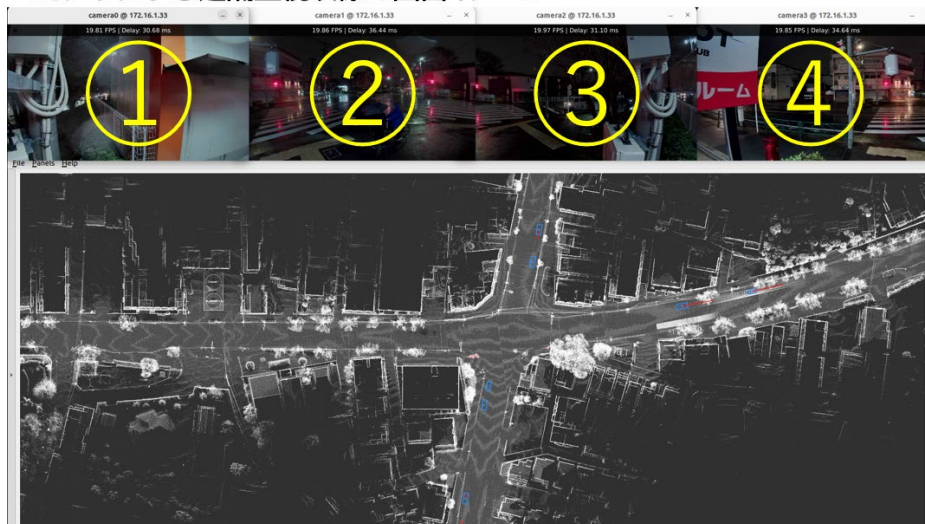 camera0 @ 172.16.1.33
camera1 @ 172.16.1.33
camera2 @ 172.16.1.33
camera3 @ 172.16.1.33
19.81 FPS | Delay: 30.68 ms
19.86 FPS | Delay: 36.44 ms
19.97 FPS | Delay: 31.10 ms
19.85 FPS | Delay: 34.64 ms
①
②
③
④
ルーム
File Panels Help